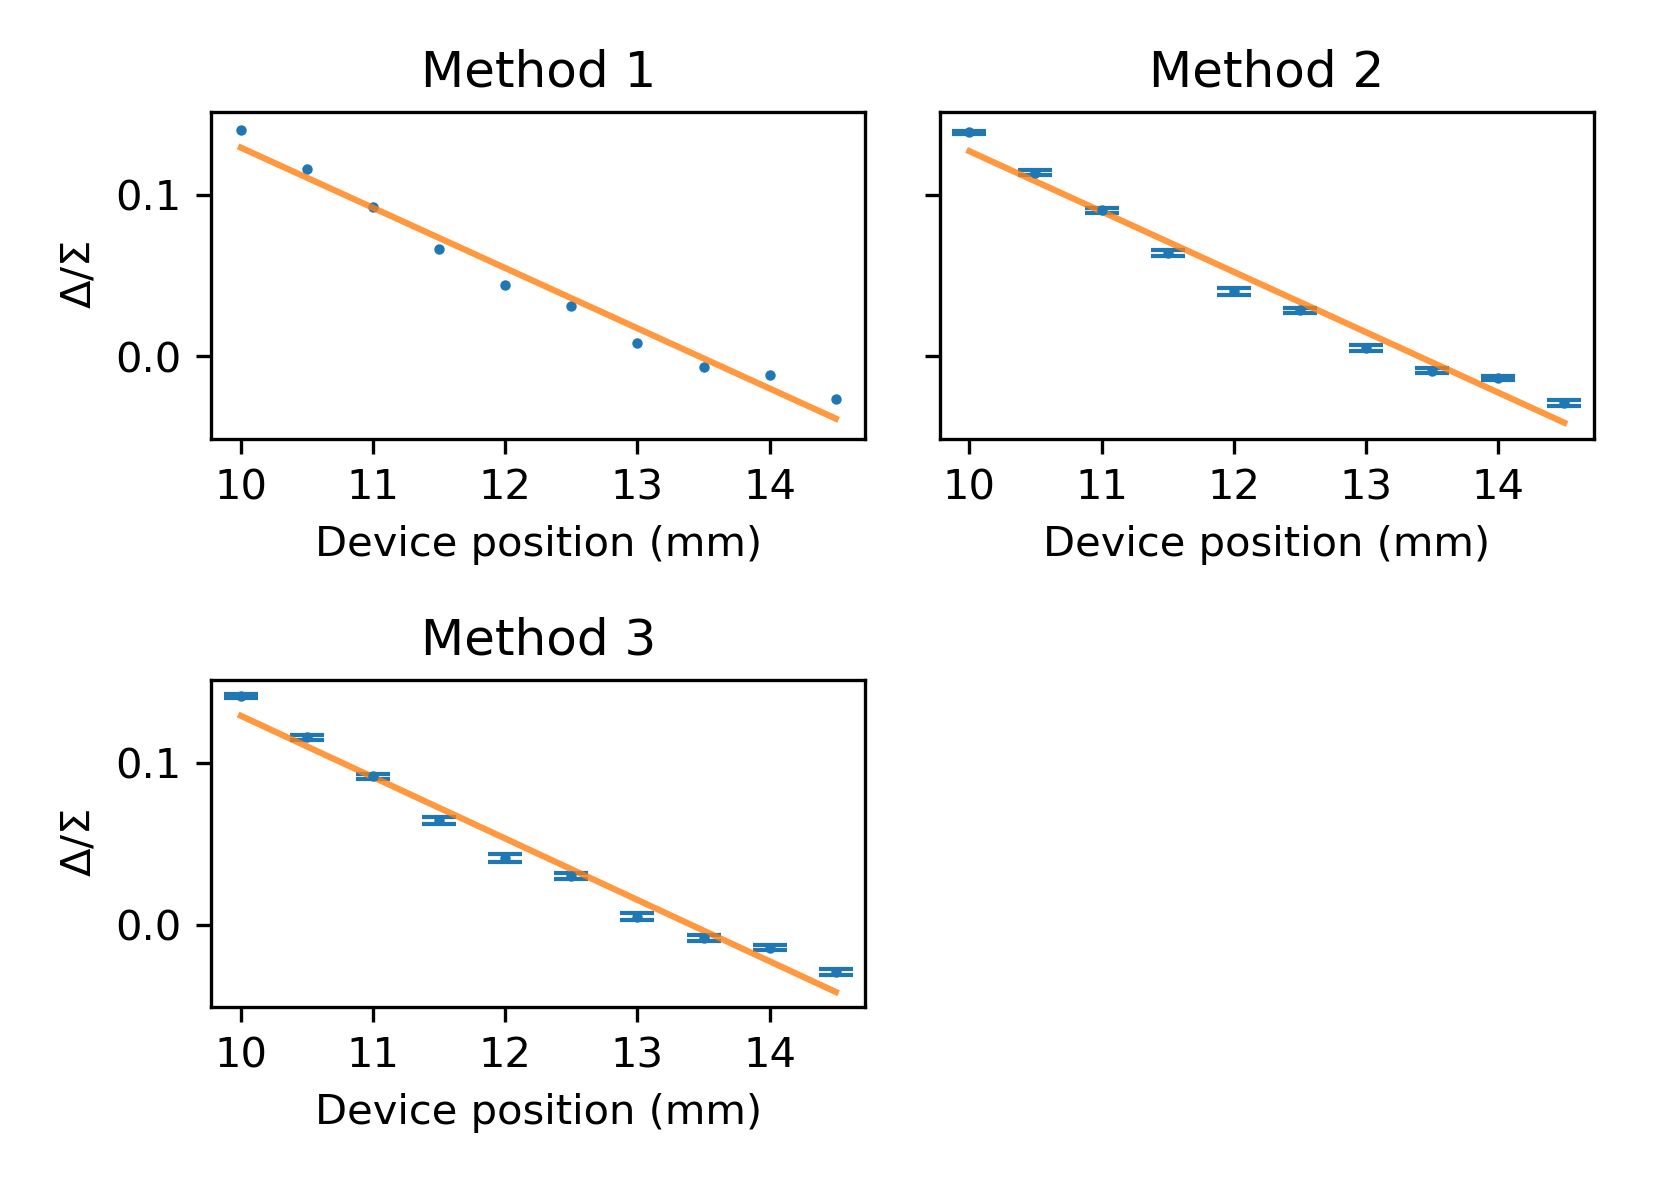 Method 1
Method 2
Δ/Σ
0.1
0.0
10 11 12 13 14
10 11 12 13 14
Device position (mm)
Device position (mm)
Method 3
Δ/Σ
0.1
0.0
10 11 12 13 14
Device position (mm)